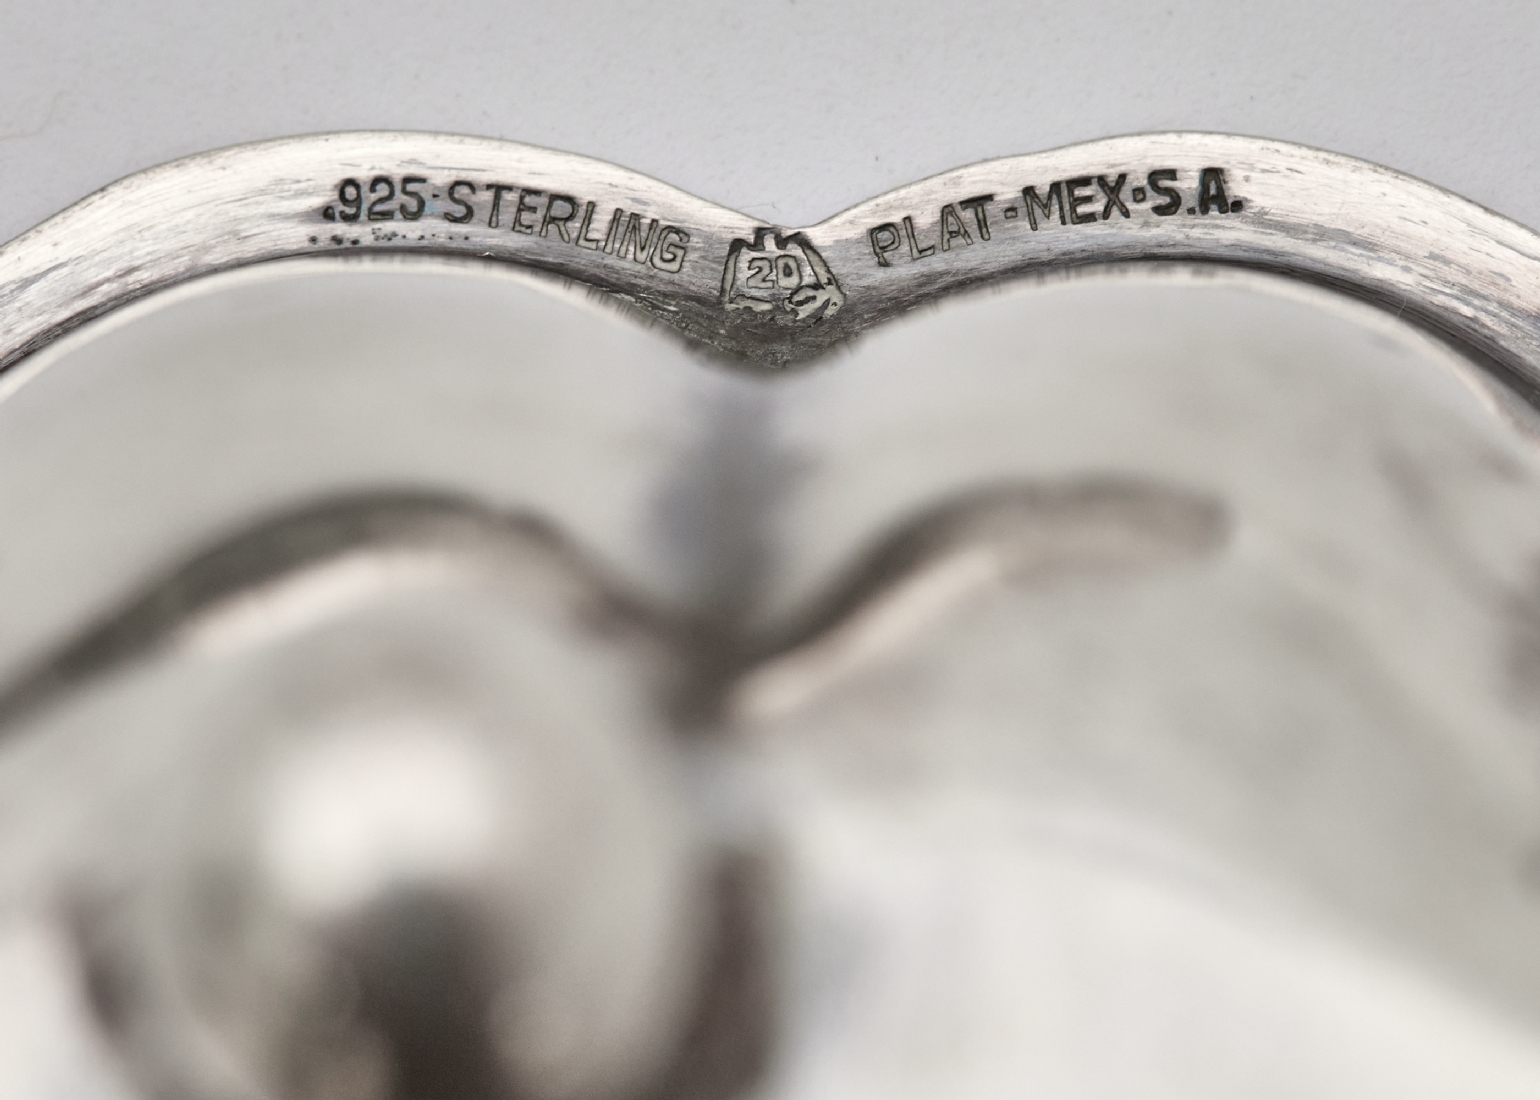 .925·STERLING
20
PLAT-MEX·S.A.